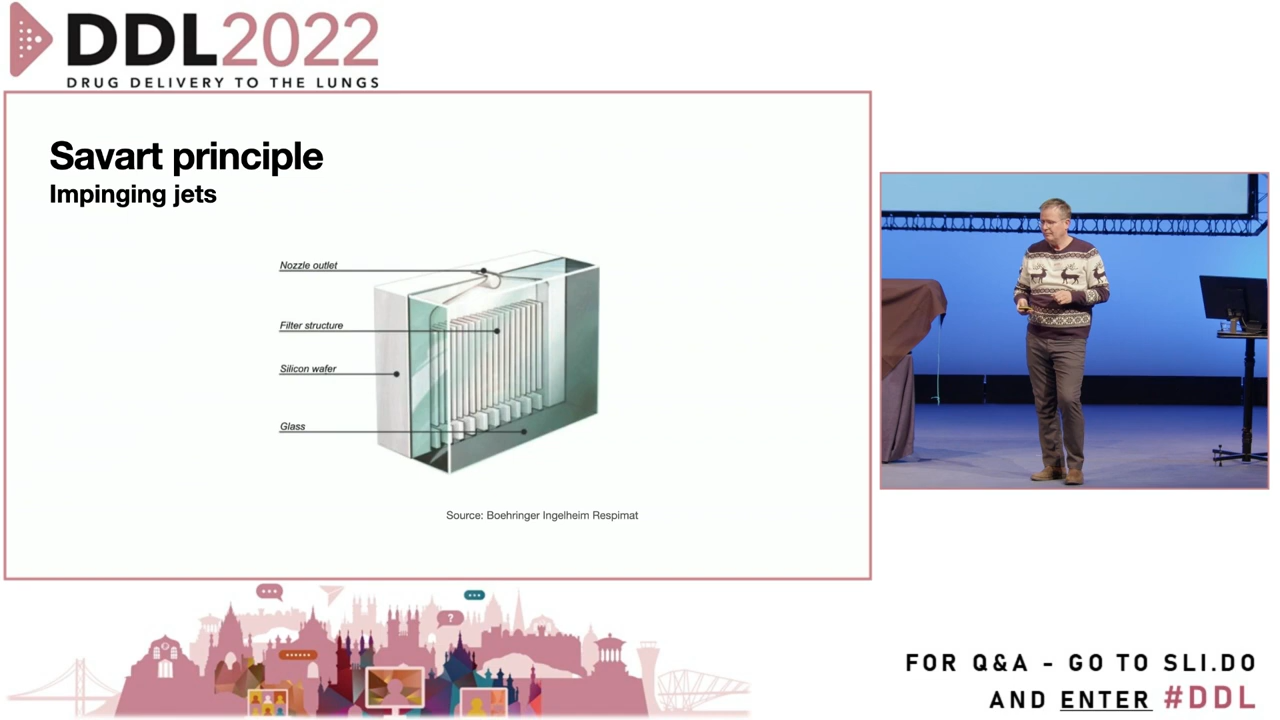 DDL2022
DRUG DELIVERY TO THE LUNGS
Savart principle
Impinging jets
Nozzle outlet
Filter structure
Silicon wafer
Glass
Source: Boehringer Ingelheim Respimat
?
FOR Q&A - GO TO SLI.DO
AND ENTER #DDL